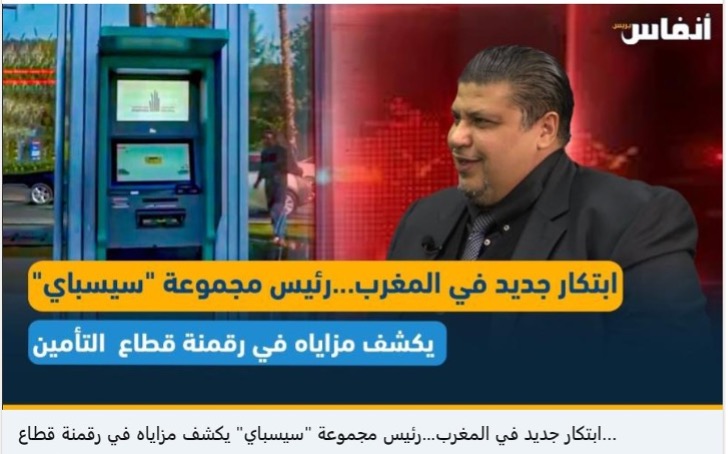 أنفاس بريس
ابتكار جديد في المغرب...رئيس مجموعة "سيسباي"
يكشف مزاياه في رقمنة قطاع التأمين
ابتكار جديد في المغرب...رئيس مجموعة "سيسباي" يكشف مزاياه في رقمنة قطاع...